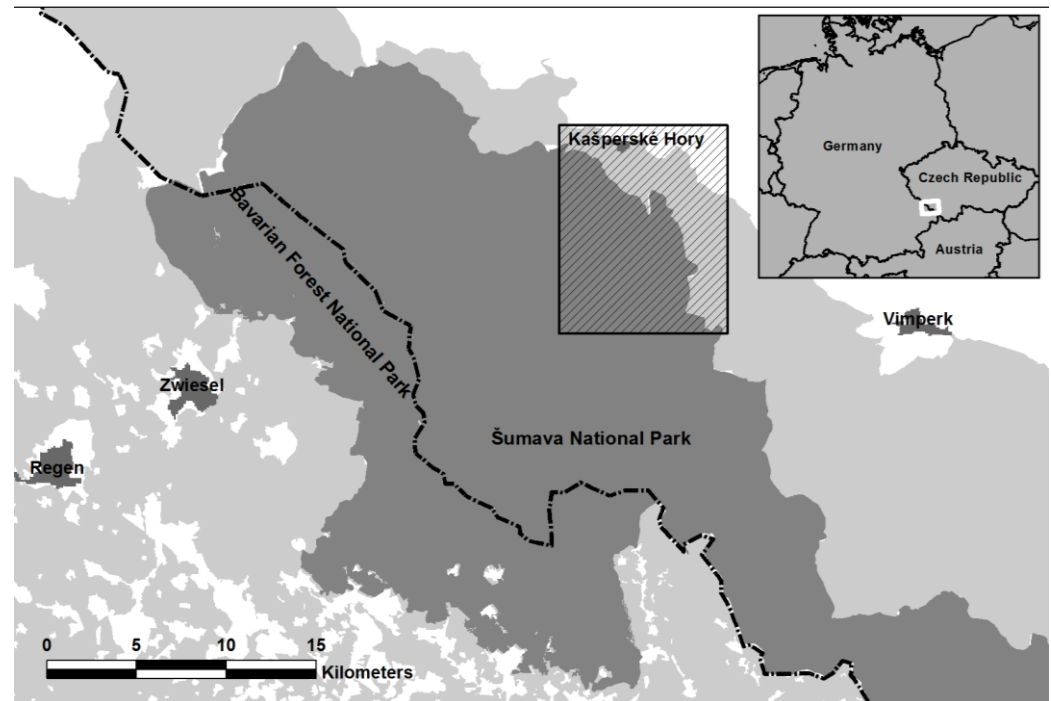 Kašperské Hory
Germany
Czech Republic
Austria
Bavarian Forest National Park
Vimperk
Zwiesel
Šumava National Park
Regen
0 5 10 15
Kilometers